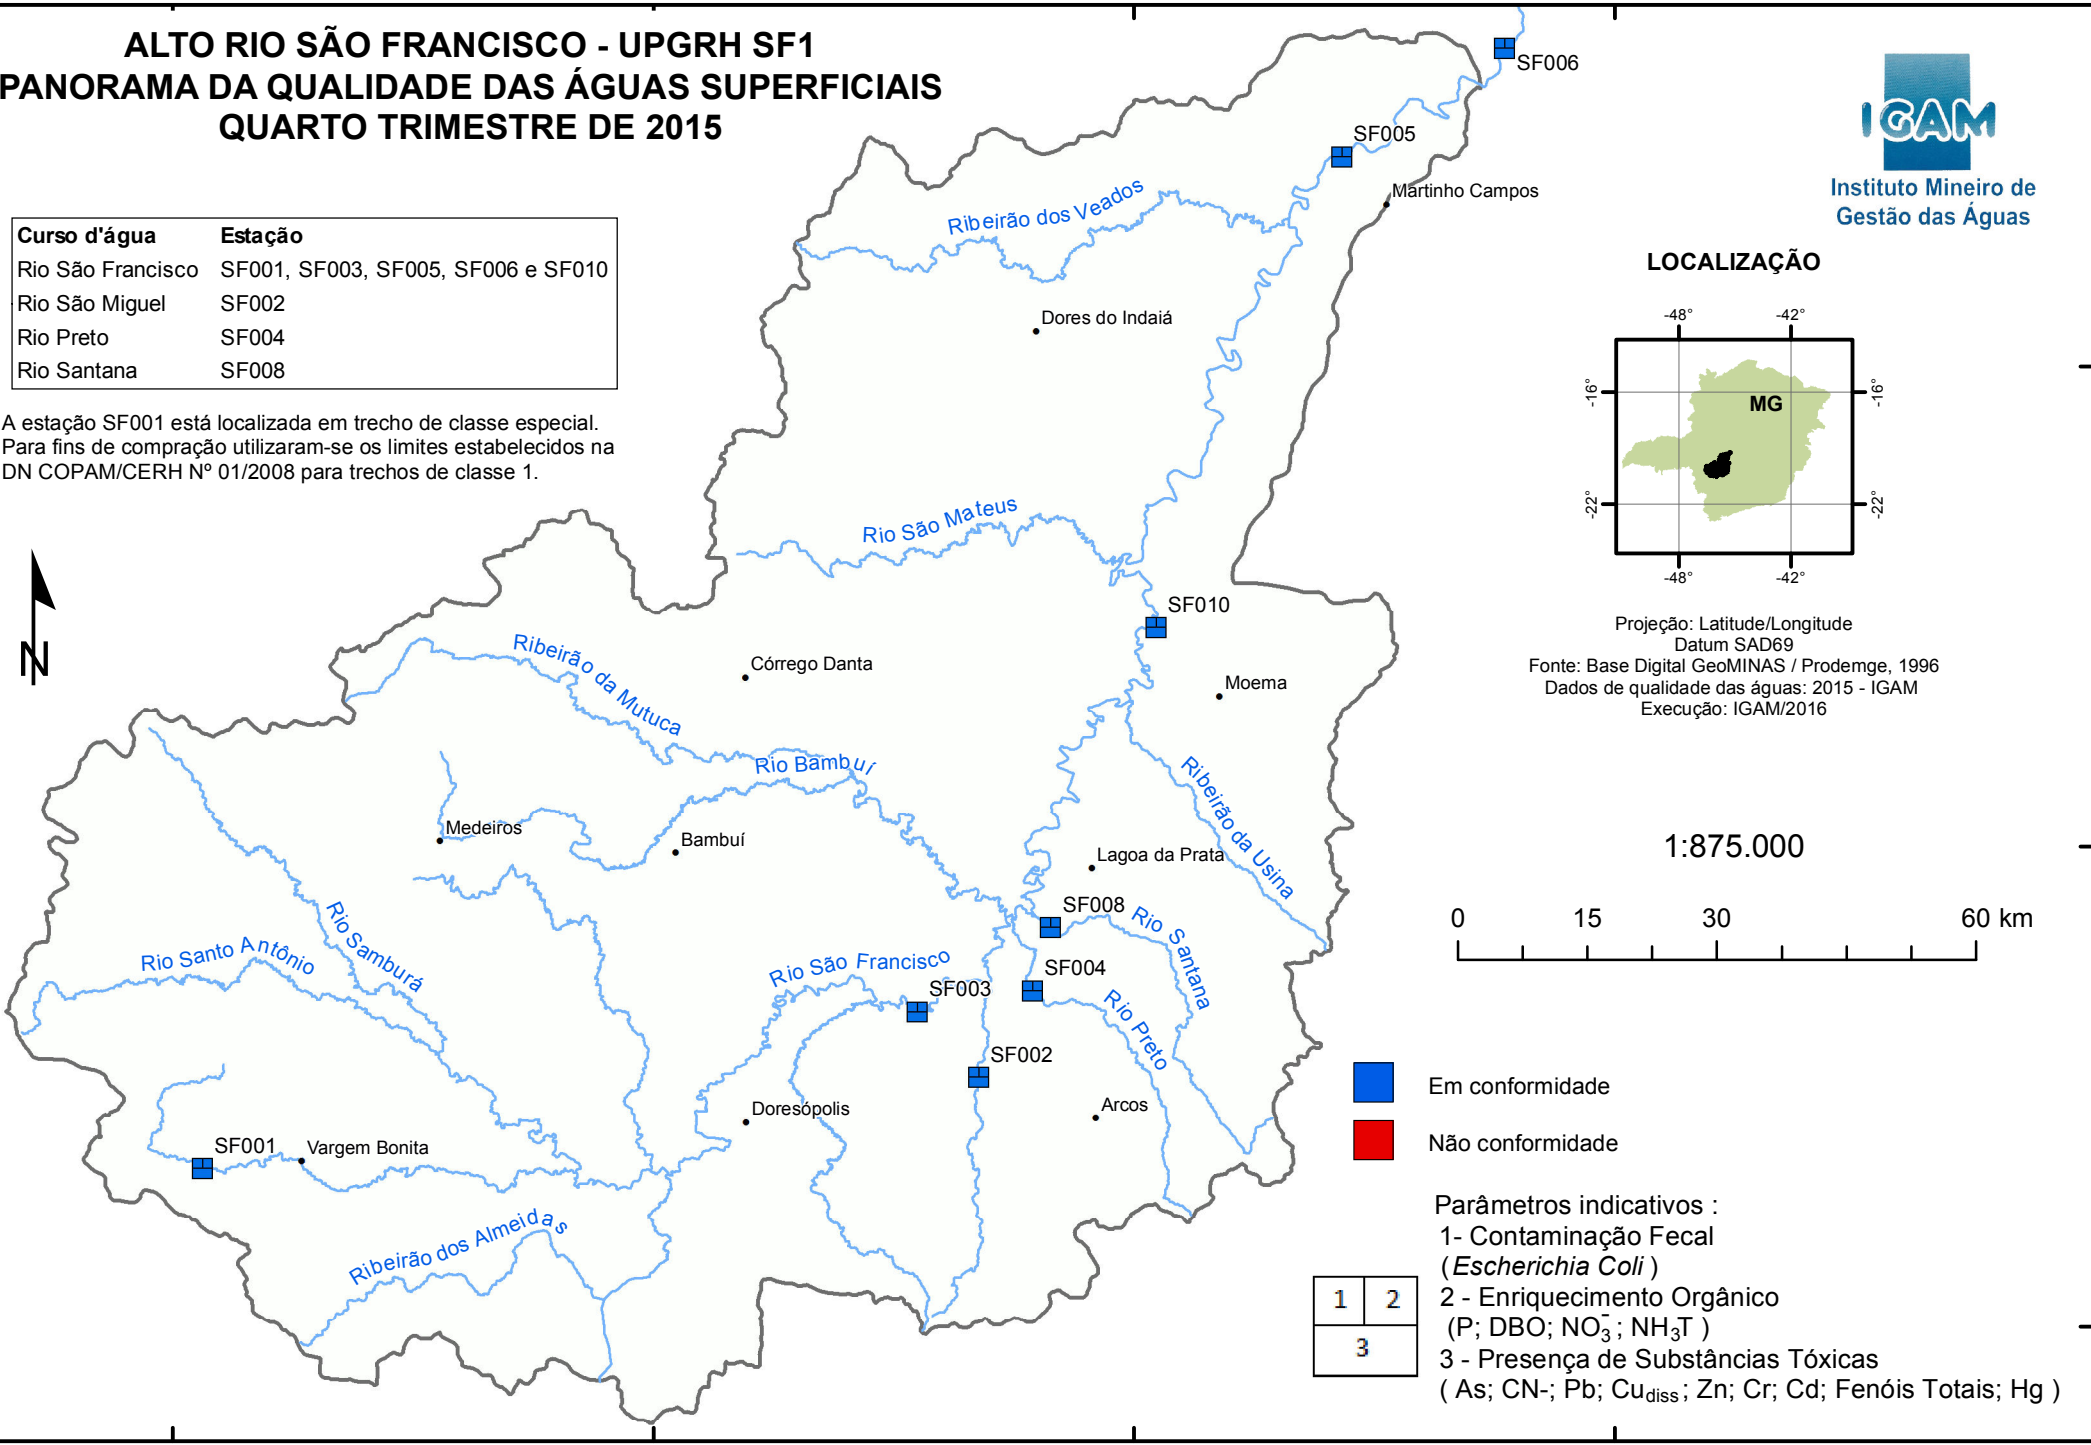 ALTO RIO SÃO FRANCISCO - UPGRH SF1
PANORAMA DA QUALIDADE DAS ÁGUAS SUPERFICIAIS
QUARTO TRIMESTRE DE 2015
Curso d'água Estação
Rio São Francisco SF001, SF003, SF005, SF006 e SF010
Rio São Miguel SF002
Rio Preto SF004
Rio Santana SF008
A estação SF001 está localizada em trecho de classe especial.
Para fins de compração utilizaram-se os limites estabelecidos na
DN COPAM/CERH Nº 01/2008 para trechos de classe 1.
N
SF006
SF005
Martinho Campos
Ribeirão dos Veados
Dores do Indaiá
Rio São Mateus
SF010
Ribeirão da Mutuca
Córrego Danta
Moema
Rio Bambuí
Ribeirão da Usina
Medeiros
Bambuí
Lagoa da Prata
SF008
Rio Santana
Rio Samburá
Rio Santo Antônio
Rio São Francisco
SF004
SF003
Rio Preto
SF002
Doresópolis
Arcos
SF001
Vargem Bonita
Ribeirão dos Almeidas
IGAM
Instituto Mineiro de
Gestão das Águas
LOCALIZAÇÃO
-48° -42°
-16° -16°
MG
-22° -22°
-48° -42°
Projeção: Latitude/Longitude
Datum SAD69
Fonte: Base Digital GeoMINAS / Prodemge, 1996
Dados de qualidade das águas: 2015 - IGAM
Execução: IGAM/2016
1:875.000
0 15 30 60 km
Em conformidade
Não conformidade
Parâmetros indicativos :
1- Contaminação Fecal
(Escherichia Coli )
2 - Enriquecimento Orgânico
(P; DBO; NO₃⁻; NH₃T )
3 - Presença de Substâncias Tóxicas
( As; CN-; Pb; Cudiss; Zn; Cr; Cd; Fenóis Totais; Hg )
1 2
3